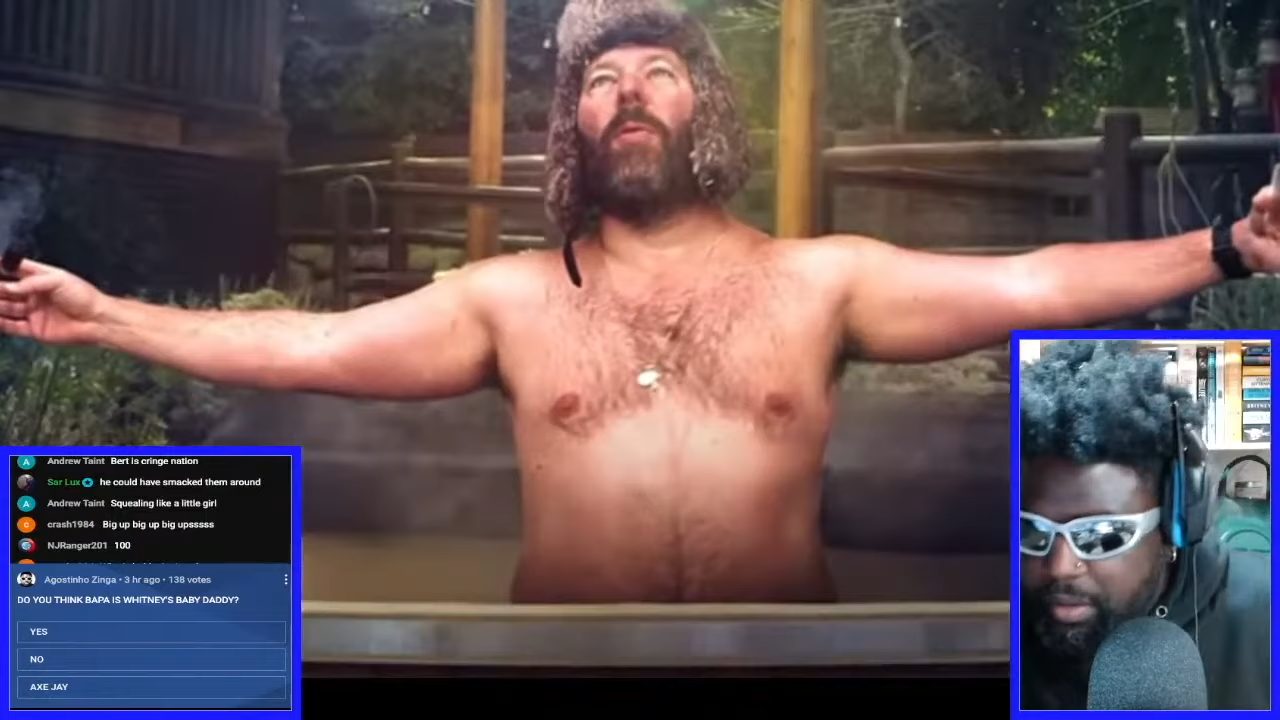 A Andrew Taint Bert is cringe nation
Sar Lux he could have smacked them around
A Andrew Taint Squealing like a little girl
c crash1984 Big up big up big upsssss
NJRanger201 100
Agostinho Zinga • 3 hr ago • 138 votes
DO YOU THINK BAPA IS WHITNEY'S BABY DADDY?
YES
NO
AXE JAY